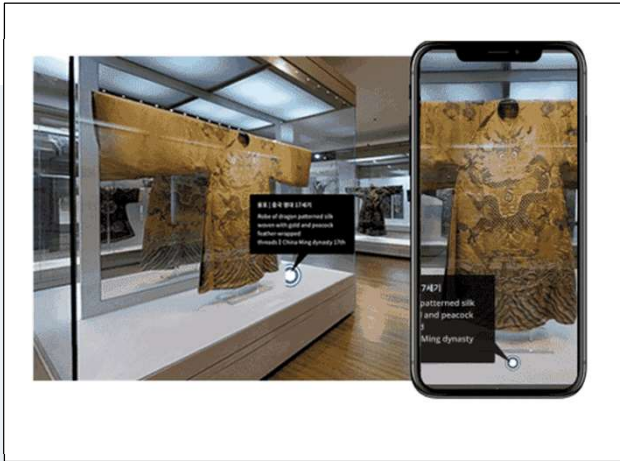 용포 | 중국 명대 17세기
Robe of dragon patterned silk
woven with gold and peacock
feather-wrapped
threads | China Ming dynasty 17th
7세기
patterned silk
and peacock
d
Ming dynasty